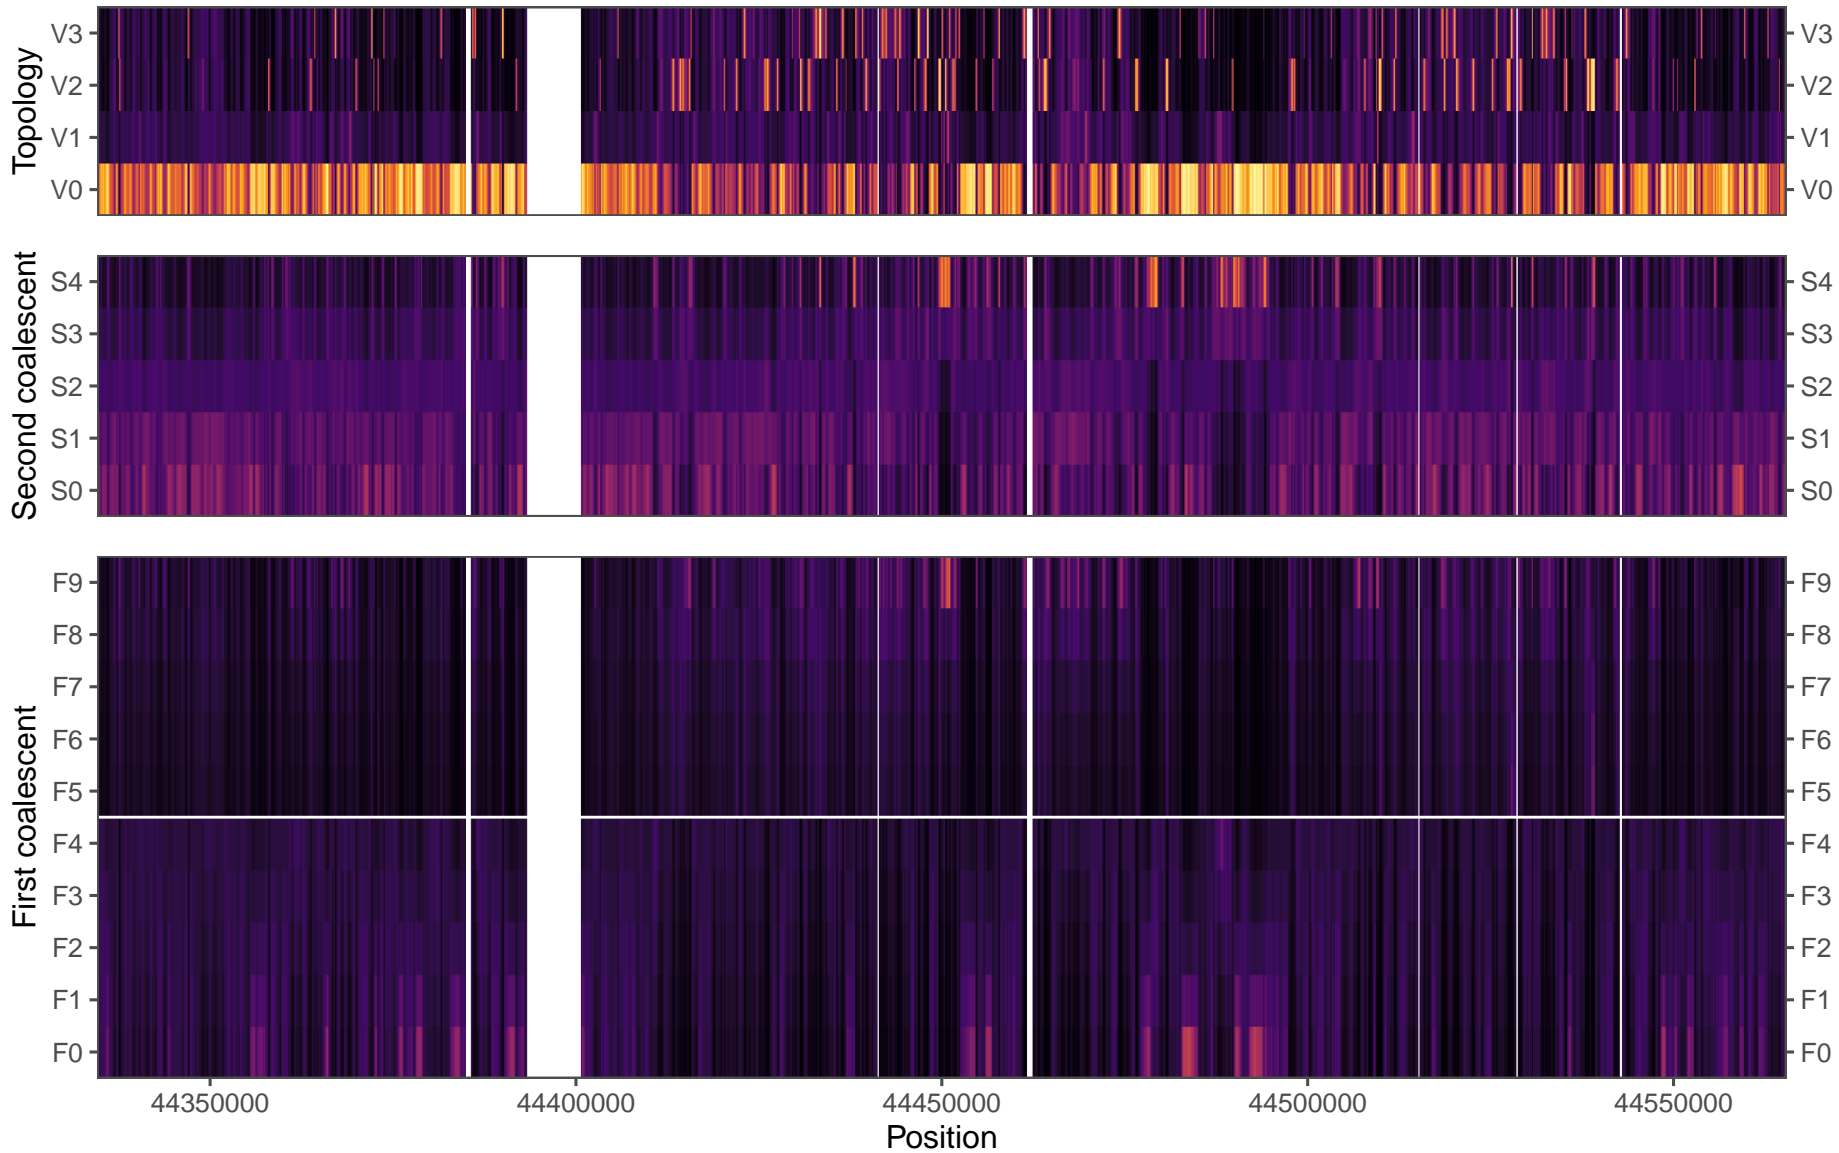 Topology
V3
V2
V1
V0
V3
V2
V1
V0
Second coalescent
S4
S3
S2
S1
S0
S4
S3
S2
S1
S0
First coalescent
F9
F8
F7
F6
F5
F4
F3
F2
F1
F0
F9
F8
F7
F6
F5
F4
F3
F2
F1
F0
44350000 44400000 44450000 44500000 44550000
Position